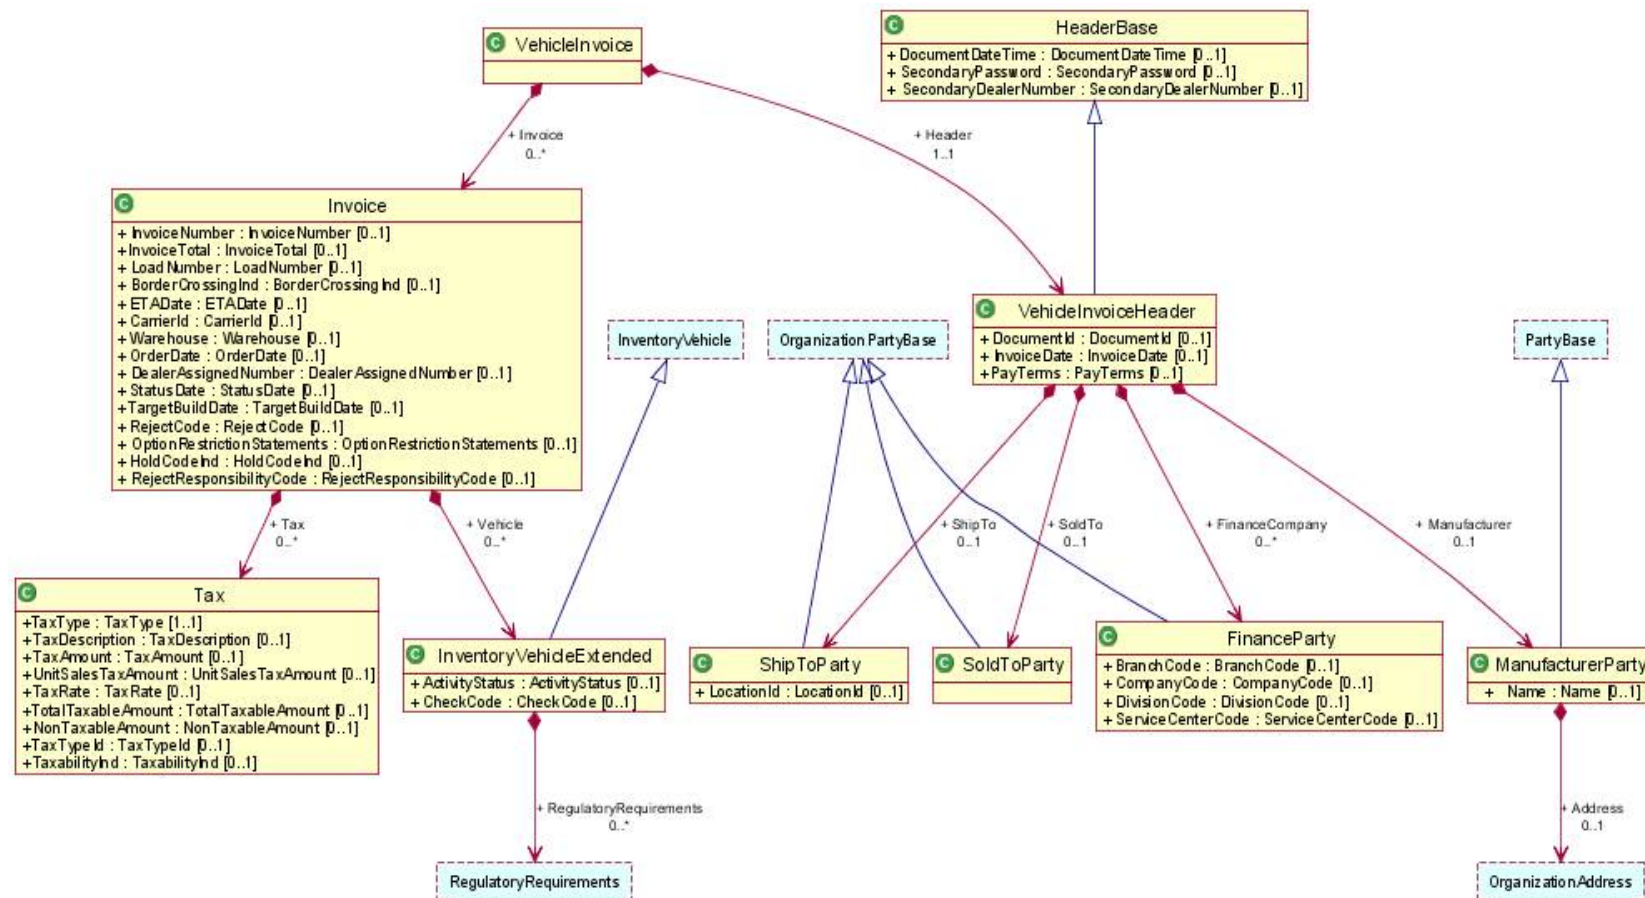 VehicleInvoice
HeaderBase
+ DocumentDateTime : DocumentDateTime [0..1]
+ SecondaryPassword : SecondaryPassword [0..1]
+ SecondaryDealerNumber : SecondaryDealerNumber [0..1]
+ Invoice
0..*
+ Header
1..1
Invoice
+ InvoiceNumber : InvoiceNumber [0..1]
+InvoiceTotal : InvoiceTotal [0..1]
+ LoadNumber : LoadNumber [0..1]
+ BorderCrossingInd : BorderCrossingInd [0..1]
+ ETADate : ETADate [0..1]
+ CarrierId : CarrierId [0..1]
+ Warehouse : Warehouse [0..1]
+ OrderDate : OrderDate [0..1]
+ DealerAssignedNumber : DealerAssignedNumber [0..1]
+ StatusDate : StatusDate [0..1]
+TargetBuildDate : TargetBuildDate [0..1]
+ RejectCode : RejectCode [0..1]
+ OptionRestrictionStatements : OptionRestrictionStatements [0..1]
+ HoldCodeInd : HoldCodeInd [0..1]
+ RejectResponsibilityCode : RejectResponsibilityCode [0..1]
InventoryVehicle
OrganizationPartyBase
VehicleInvoiceHeader
+ DocumentId : DocumentId [0..1]
+ InvoiceDate : InvoiceDate [0..1]
+PayTerms : PayTerms [0..1]
PartyBase
+ Tax
0..*
+ Vehicle
0..*
+ ShipTo
0..1
+ SoldTo
0..1
+ FinanceCompany
0..*
+ Manufacturer
0..1
Tax
+TaxType : TaxType [1..1]
+TaxDescription : TaxDescription [0..1]
+TaxAmount : TaxAmount [0..1]
+ UnitSalesTaxAmount : UnitSalesTaxAmount [0..1]
+TaxRate : TaxRate [0..1]
+TotalTaxableAmount : TotalTaxableAmount [0..1]
+ NonTaxableAmount : NonTaxableAmount [0..1]
+TaxTypeId : TaxTypeId [0..1]
+TaxabilityInd : TaxabilityInd [0..1]
InventoryVehicleExtended
+ ActivityStatus : ActivityStatus [0..1]
+ CheckCode : CheckCode [0..1]
ShipToParty
+ LocationId : LocationId [0..1]
SoldToParty
FinanceParty
+ BranchCode : BranchCode [0..1]
+ CompanyCode : CompanyCode [0..1]
+ DivisionCode : DivisionCode [0..1]
+ ServiceCenterCode : ServiceCenterCode [0..1]
ManufacturerParty
+ Name : Name [0..1]
+ RegulatoryRequirements
0..*
+ Address
0..1
RegulatoryRequirements
OrganizationAddress